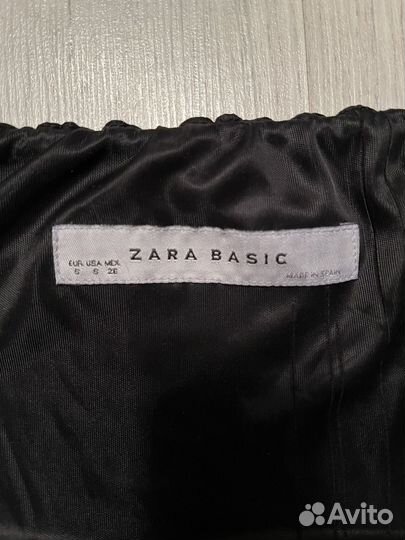 EUR USA MEX
S S 26
ZARA BASIC
MADE IN SPAIN
Avito